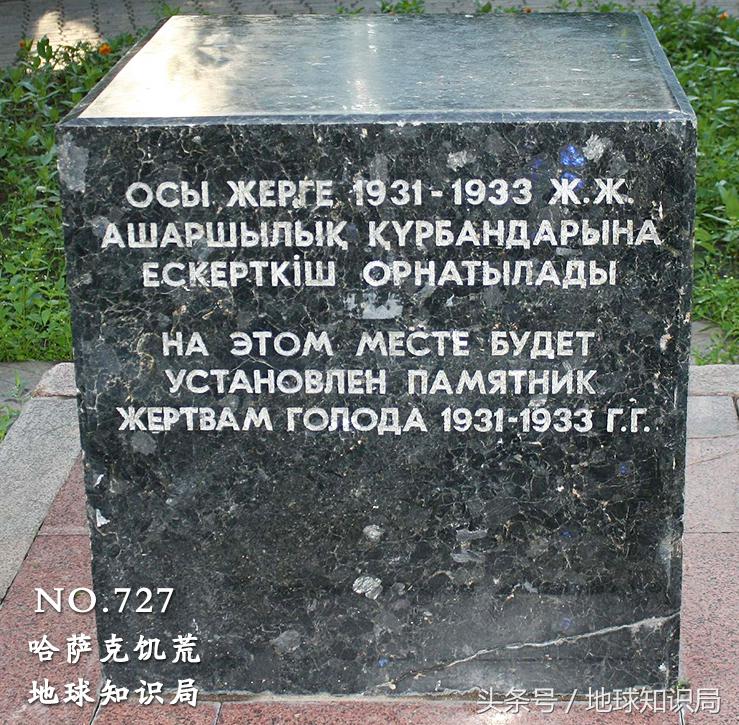 ОСЫ ЖЕРГЕ 1931-1933 Ж.Ж.
АШАРШЫЛЫҚ ҚҰРБАНДАРЫНА
ЕСКЕРТКІШ ОРНАТЫЛАДЫ
НА ЭТОМ МЕСТЕ БУДЕТ
УСТАНОВЛЕН ПАМЯТНИК
ЖЕРТВАМ ГОЛОДА 1931-1933 Г.Г.
NO.727
哈萨克饥荒
地球知识局
头条号/地球知识局